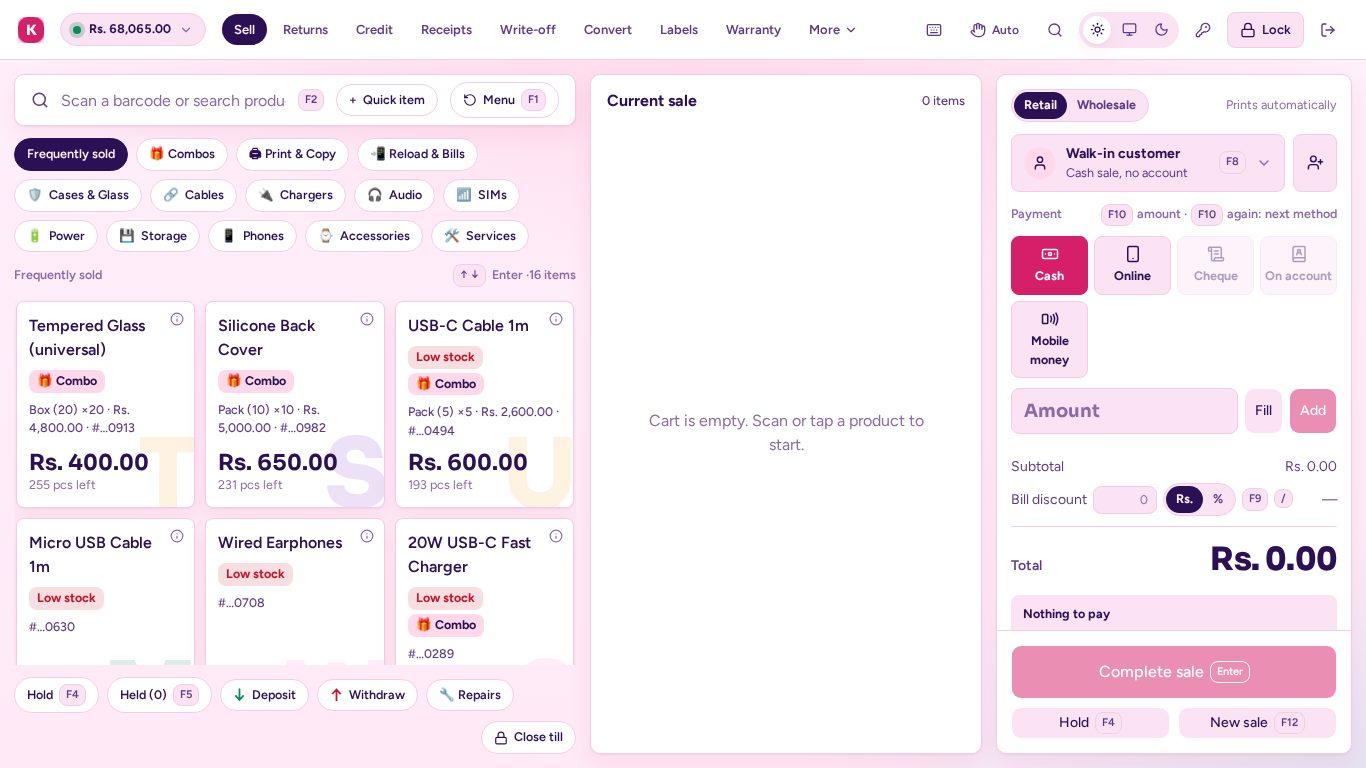 K
Rs. 68,065.00
Sell
Returns
Credit
Receipts
Write-off
Convert
Labels
Warranty
More
Auto
Lock
Scan a barcode or search produ
F2
+ Quick item
Menu F1
Frequently sold
🎁 Combos
🖨 Print & Copy
📲 Reload & Bills
🛡️ Cases & Glass
🔗 Cables
🔌 Chargers
🎧 Audio
📶 SIMs
🔋 Power
💾 Storage
📱 Phones
⌚ Accessories
🛠️ Services
Frequently sold
↑↓ Enter ·16 items
Tempered Glass
(universal)
🎁 Combo
Box (20) ×20 · Rs.
4,800.00 · #…0913
T
Rs. 400.00
255 pcs left
Silicone Back
Cover
🎁 Combo
Pack (10) ×10 · Rs.
5,000.00 · #…0982
S
Rs. 650.00
231 pcs left
USB-C Cable 1m
Low stock
🎁 Combo
Pack (5) ×5 · Rs. 2,600.00 ·
#…0494
U
Rs. 600.00
193 pcs left
Micro USB Cable
1m
Low stock
#…0630
Wired Earphones
Low stock
#…0708
20W USB-C Fast
Charger
Low stock
🎁 Combo
#…0289
Hold F4
Held (0) F5
↓ Deposit
↑ Withdraw
🔧 Repairs
Close till
Current sale
0 items
Cart is empty. Scan or tap a product to
start.
Retail
Wholesale
Prints automatically
Walk-in customer
Cash sale, no account
F8
Payment
F10 amount · F10 again: next method
Cash
Online
Cheque
On account
Mobile
money
Amount
Fill
Add
Subtotal
Rs. 0.00
Bill discount
0
Rs.
%
F9
/
—
Total
Rs. 0.00
Nothing to pay
Complete sale Enter
Hold F4
New sale F12